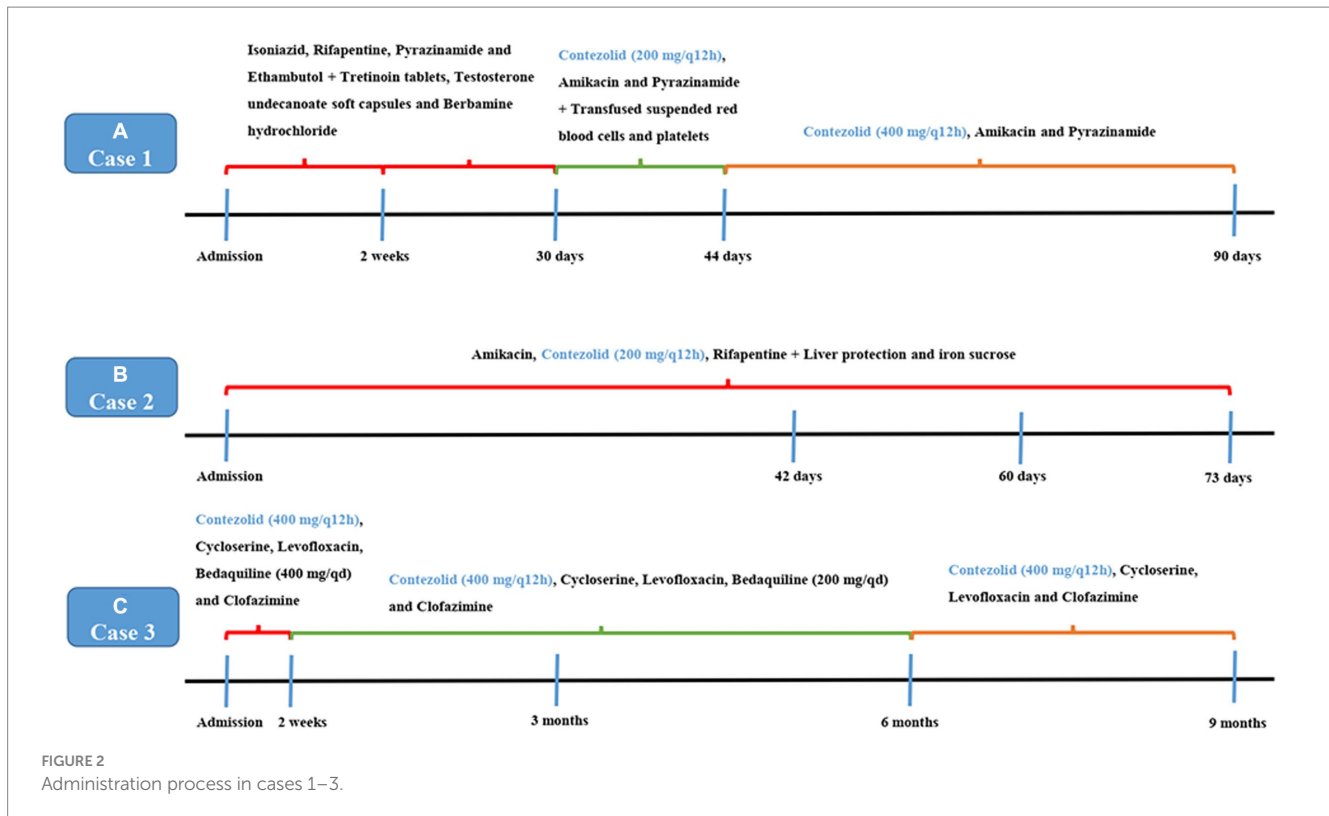 Isoniazid, Rifapentine, Pyrazinamide and
Ethambutol + Tretinoin tablets, Testosterone
undecanoate soft capsules and Berbamine
hydrochloride
Contezolid (200 mg/q12h),
Amikacin and Pyrazinamide
+ Transfused suspended red
blood cells and platelets
Contezolid (400 mg/q12h), Amikacin and Pyrazinamide
A
Case 1
Admission
2 weeks
30 days
44 days
90 days
Amikacin, Contezolid (200 mg/q12h), Rifapentine + Liver protection and iron sucrose
B
Case 2
Admission
42 days
60 days
73 days
Contezolid (400 mg/q12h),
Cycloserine, Levofloxacin,
Bedaquiline (400 mg/qd)
and Clofazimine
Contezolid (400 mg/q12h), Cycloserine, Levofloxacin, Bedaquiline (200 mg/qd)
and Clofazimine
Contezolid (400 mg/q12h), Cycloserine,
Levofloxacin and Clofazimine
C
Case 3
Admission
2 weeks
3 months
6 months
9 months
FIGURE 2
Administration process in cases 1–3.